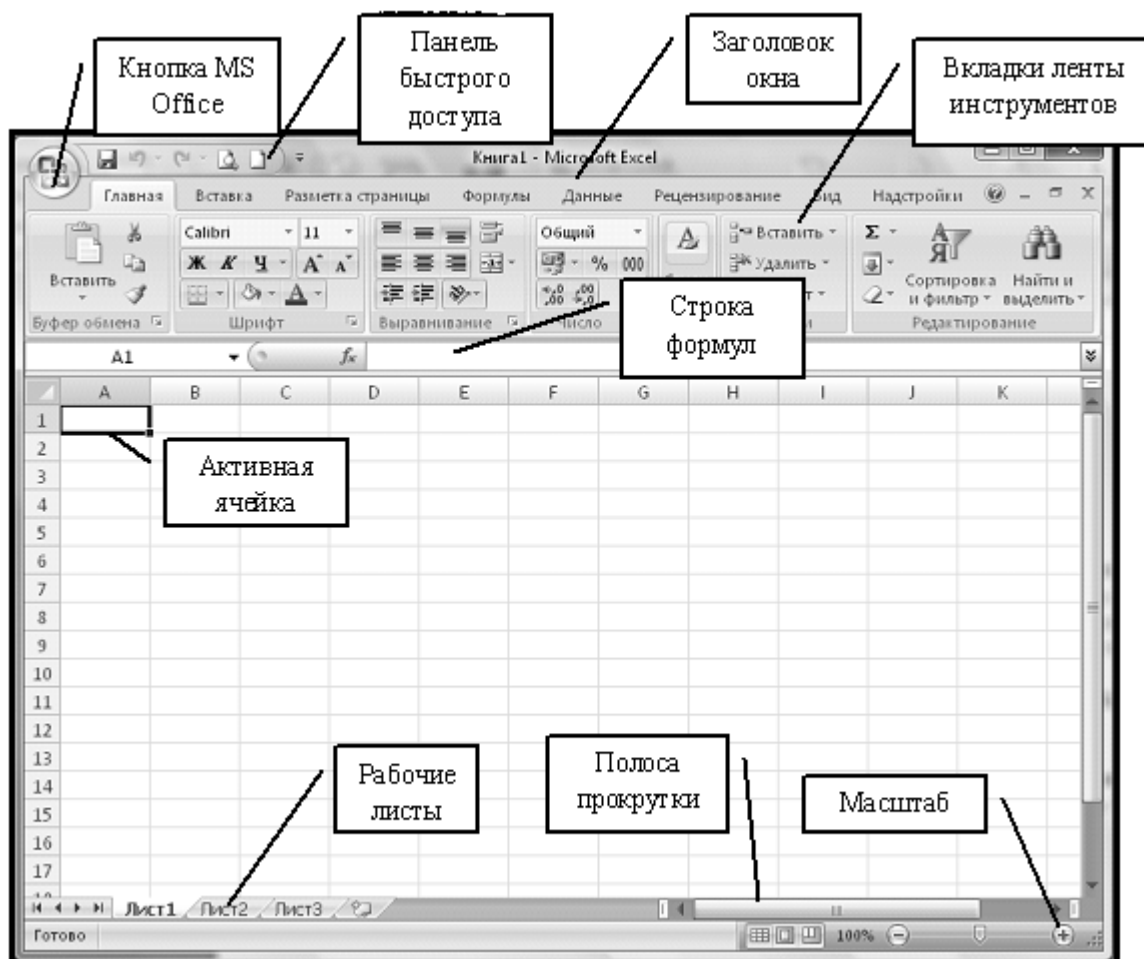 Кнопка MS
Office
Панель
быстрого
доступа
Заголовок
окна
Вкладки ленты
инструментов
Книга1 - Microsoft Excel
Главная Вставка Разметка страницы Формулы Данные Рецензирование Вид Надстройки
Calibri 11 Общий Вставить
Ж К Ч % 000 Удалить
Вставить
Сортировка и фильтр
Найти и выделить
Буфер обмена Шрифт Выравнивание Число Редактирование
Строка
формул
A1 fx
A B C D E F G H I J K
1
2
3
4
5
6
7
8
9
10
11
12
13
14
15
16
17
Активная
ячейка
Рабочие
листы
Полоса
прокрутки
Масштаб
Лист1 Лист2 Лист3
Готово 100%